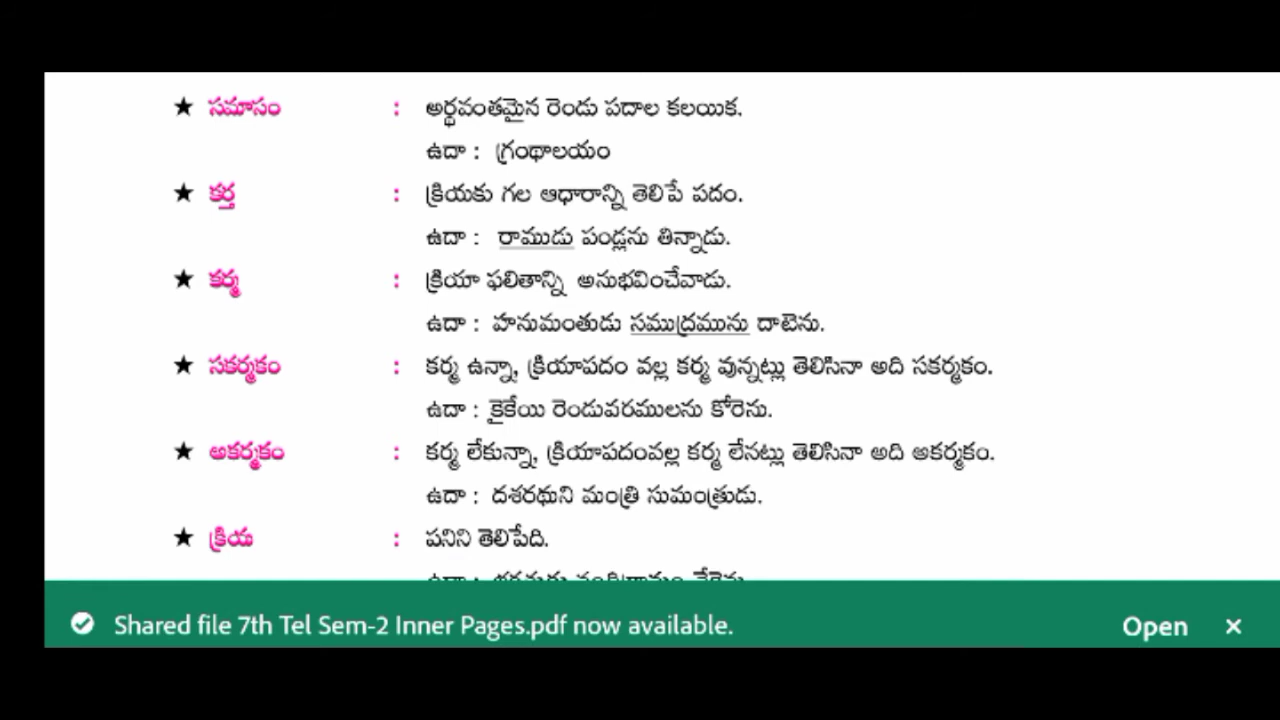 ★ సమాసం : అర్థవంతమైన రెండు పదాల కలయిక.
ఉదా : గ్రంథాలయం
★ కర్త : క్రియకు గల ఆధారాన్ని తెలిపే పదం.
ఉదా : రాముడు పండ్లను తిన్నాడు.
★ కర్మ : క్రియా ఫలితాన్ని అనుభవించేవాడు.
ఉదా : హనుమంతుడు సముద్రమును దాటెను.
★ సకర్మకం : కర్మ ఉన్నా, క్రియాపదం వల్ల కర్మ వున్నట్లు తెలిసినా అది సకర్మకం.
ఉదా : కైకేయి రెండువరములను కోరెను.
★ అకర్మకం : కర్మ లేకున్నా, క్రియాపదంవల్ల కర్మ లేనట్లు తెలిసినా అది అకర్మకం.
ఉదా : దశరథుని మంత్రి సుమంత్రుడు.
★ క్రియ : పనిని తెలిపేది.
Shared file 7th Tel Sem-2 Inner Pages.pdf now available. Open ×